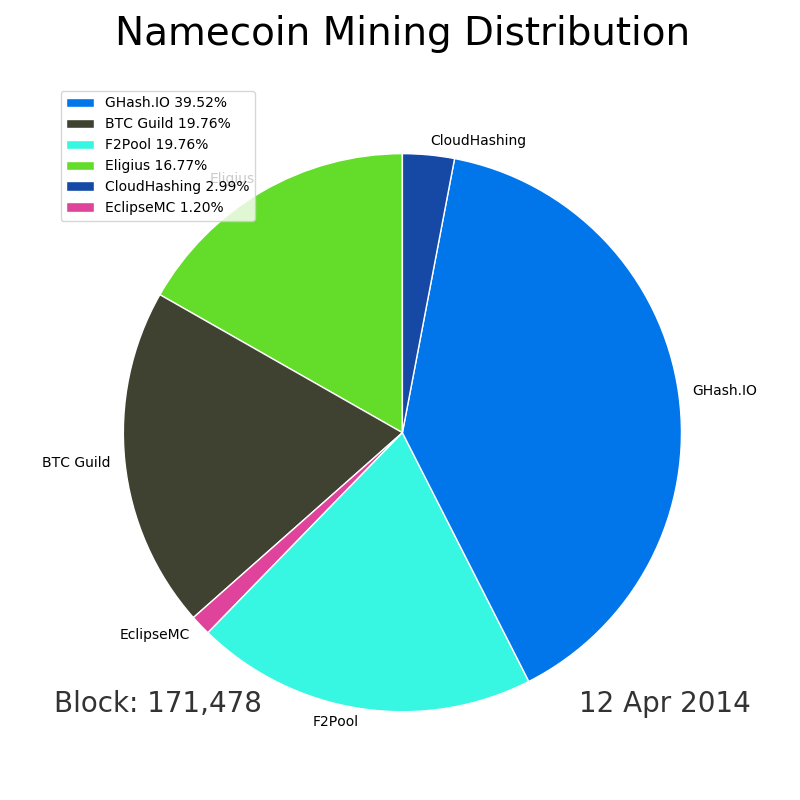 Namecoin Mining Distribution
GHash.IO 39.52%
BTC Guild 19.76%
F2Pool 19.76%
Eligius 16.77%
CloudHashing 2.99%
EclipseMC 1.20%
CloudHashing
Eligius
GHash.IO
BTC Guild
EclipseMC
F2Pool
Block: 171,478
12 Apr 2014